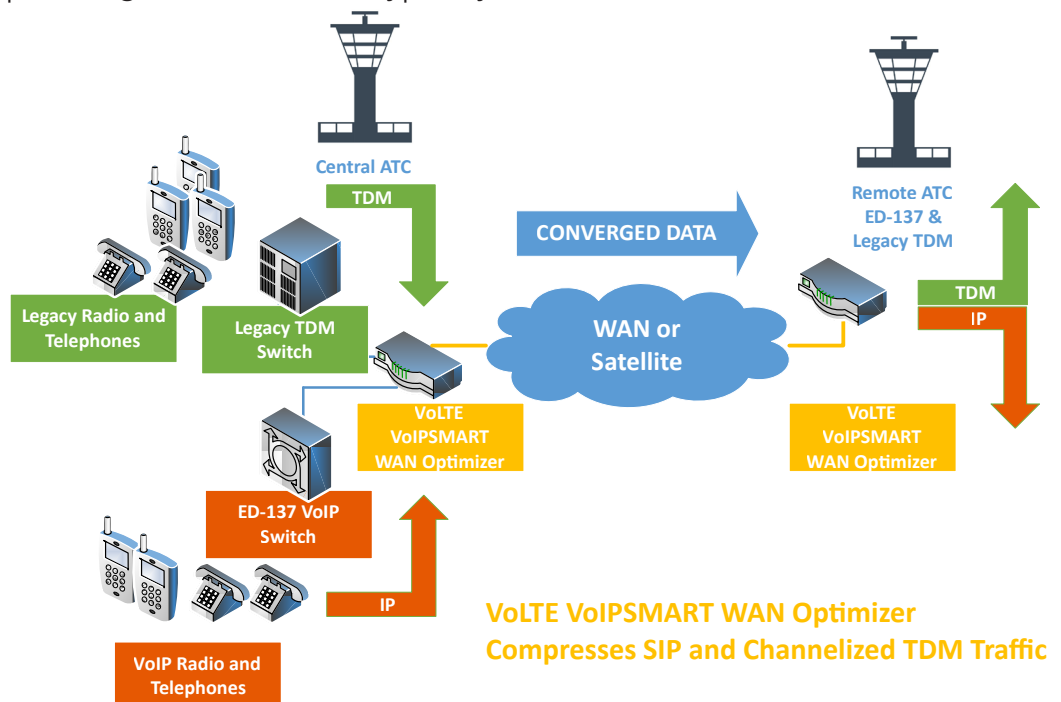 Central ATC
TDM
Remote ATC
ED-137 &
Legacy TDM
CONVERGED DATA
Legacy Radio and
Telephones
Legacy TDM
Switch
WAN or
Satellite
TDM
IP
VoLTE
VoIPSMART
WAN Optimizer
VoLTE
VoIPSMART
WAN Optimizer
ED-137 VoIP
Switch
IP
VoLTE VoIPSMART WAN Optimizer
Compresses SIP and Channelized TDM Traffic
VoIP Radio and
Telephones